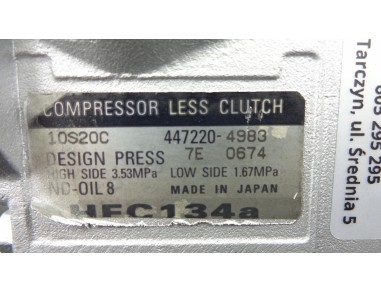 COMPRESSOR LESS CLUTCH
10S20C 447220-4983
DESIGN PRESS 7E 0674
HIGH SIDE 3.53MPa LOW SIDE 1.67MPa
ND-OIL 8 MADE IN JAPAN
HFC134a
295 295
Tarczyn, ul. Średnia 5